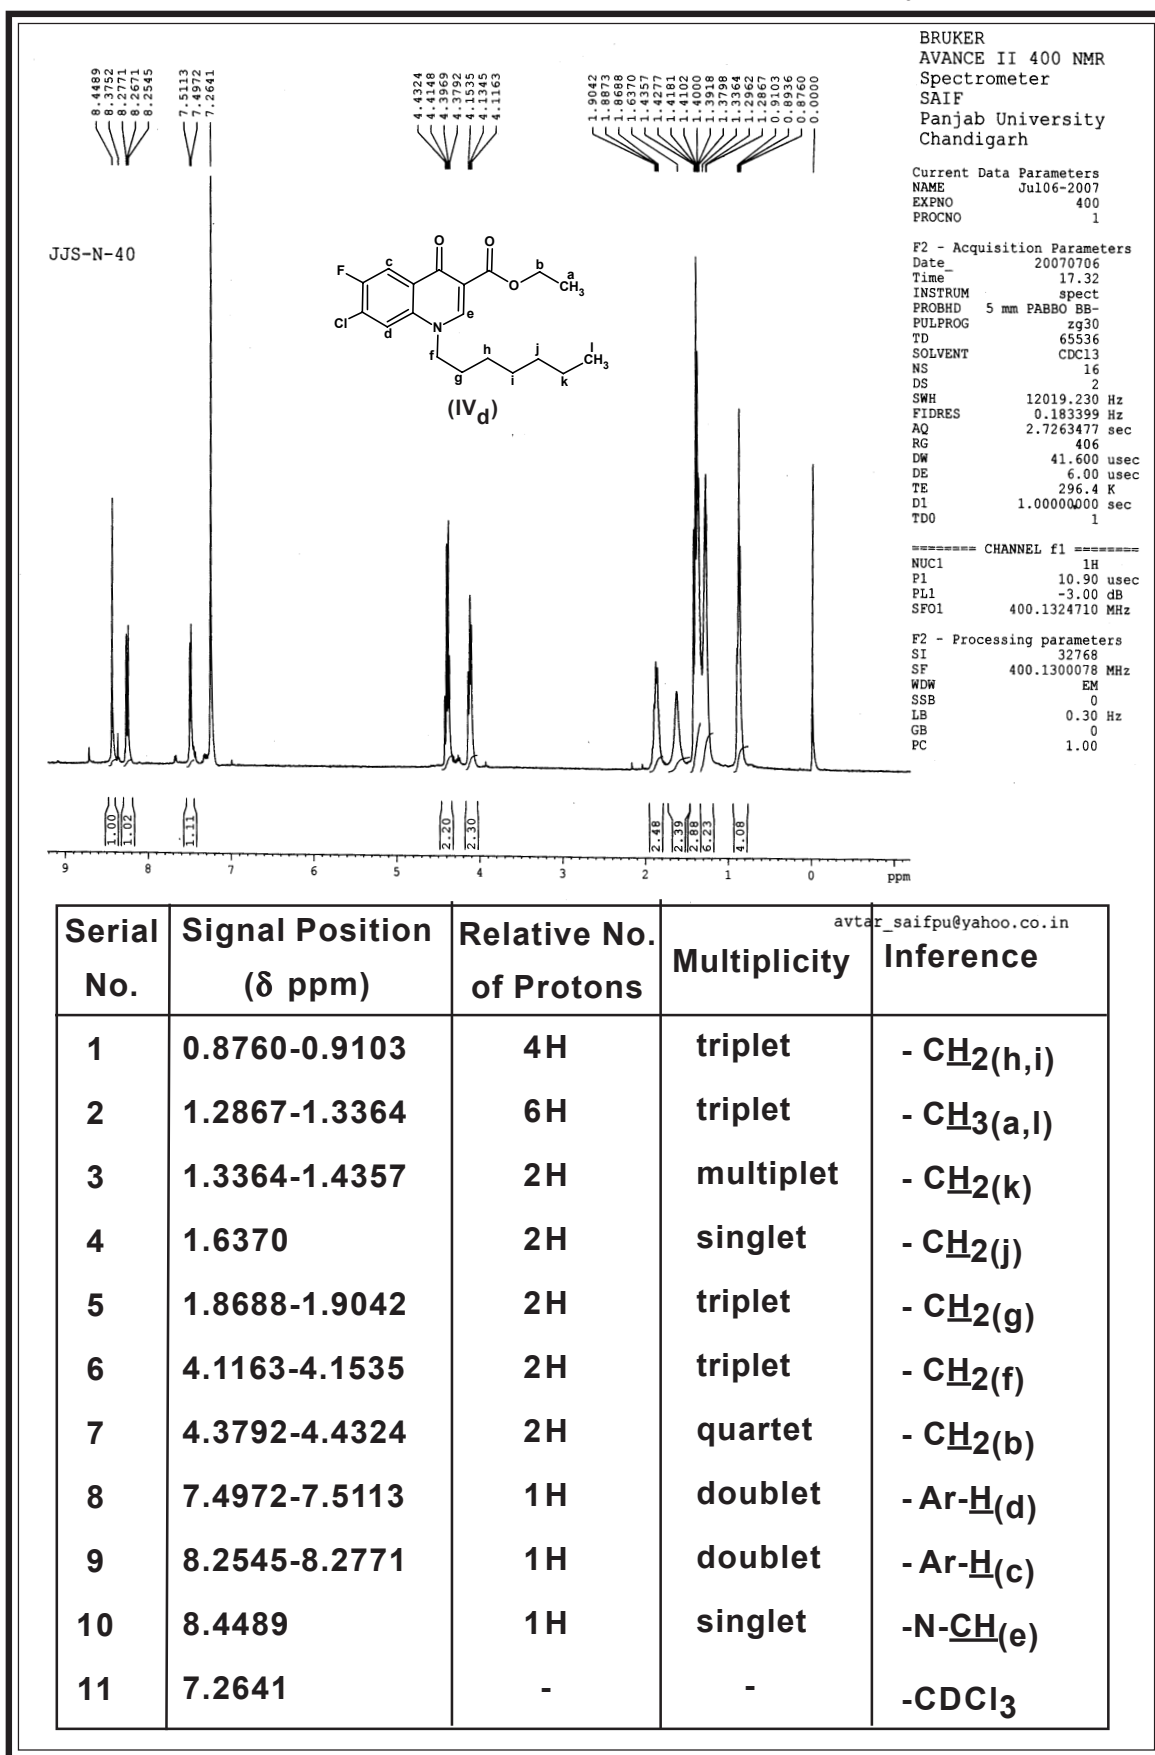 BRUKER
AVANCE II 400 NMR
Spectrometer
SAIF
Panjab University
Chandigarh
8.4489
8.3752
8.2771
8.2671
8.2545
7.5113
7.4972
7.2641
4.4324
4.4148
4.3969
4.3792
4.1535
4.1345
4.1163
1.9042
1.8873
1.8688
1.6370
1.4357
1.4277
1.4181
1.4102
1.4000
1.3918
1.3798
1.3364
1.2962
1.2867
0.9103
0.8936
0.8760
0.0000
Current Data Parameters
NAME Jul06-2007
EXPNO 400
PROCNO 1
F2 - Acquisition Parameters
Date_ 20070706
Time 17.32
INSTRUM spect
PROBHD 5 mm PABBO BB-
PULPROG zg30
TD 65536
SOLVENT CDCl3
NS 16
DS 2
SWH 12019.230 Hz
FIDRES 0.183399 Hz
AQ 2.7263477 sec
RG 406
DW 41.600 usec
DE 6.00 usec
TE 296.4 K
D1 1.00000000 sec
TD0 1
======== CHANNEL f1 ========
NUC1 1H
P1 10.90 usec
PL1 -3.00 dB
SFO1 400.1324710 MHz
F2 - Processing parameters
SI 32768
SF 400.1300078 MHz
WDW EM
SSB 0
LB 0.30 Hz
GB 0
PC 1.00
JJS-N-40
O O
F c b a
O CH3
Cl d N e
f h j l
CH3
g i k
(IVd)
1.00 1.02 1.11 2.20 2.30 2.48 2.39 2.88 6.23 4.08
9 8 7 6 5 4 3 2 1 0 ppm
avtar_saifpu@yahoo.co.in
Serial No. Signal Position (δ ppm) Relative No. of Protons Multiplicity Inference
1 0.8760-0.9103 4H triplet - CH2(h,i)
2 1.2867-1.3364 6H triplet - CH3(a,l)
3 1.3364-1.4357 2H multiplet - CH2(k)
4 1.6370 2H singlet - CH2(j)
5 1.8688-1.9042 2H triplet - CH2(g)
6 4.1163-4.1535 2H triplet - CH2(f)
7 4.3792-4.4324 2H quartet - CH2(b)
8 7.4972-7.5113 1H doublet - Ar-H(d)
9 8.2545-8.2771 1H doublet - Ar-H(c)
10 8.4489 1H singlet -N-CH(e)
11 7.2641 - - -CDCl3